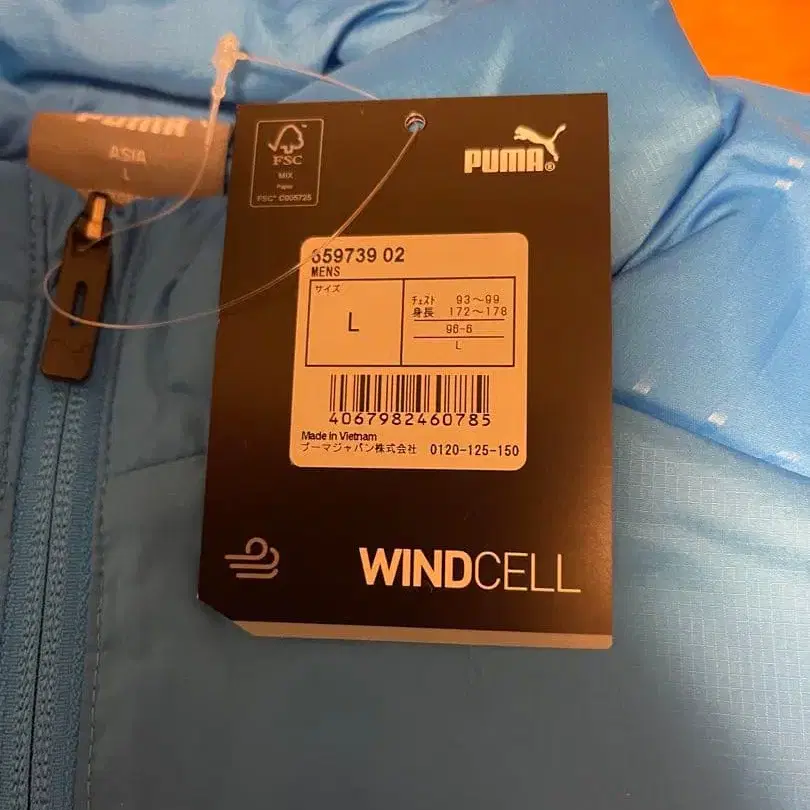 PUMA
ASIA
L
FSC
MIX
Paper
FSC® C005725
PUMA®
659739 02
MENS
サイズ
L
チェスト 93～99
身長 172～178
96-6
L
4067982460785
Made in Vietnam
プーマジャパン株式会社 0120-125-150
WINDCELL